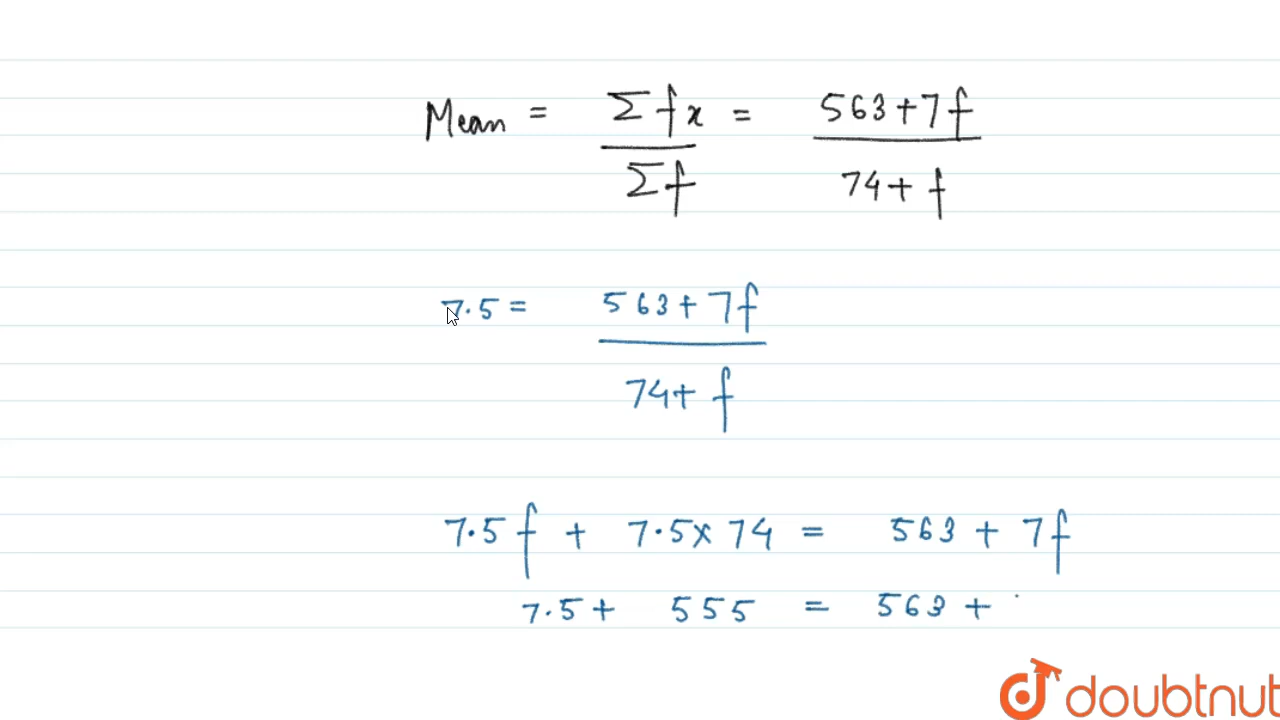 Mean = Σfx / Σf = 563+7f / 74+f
7.5 = 563+7f / 74+f
7.5f + 7.5×74 = 563 + 7f
7.5+ 555 = 563 +
doubtnut